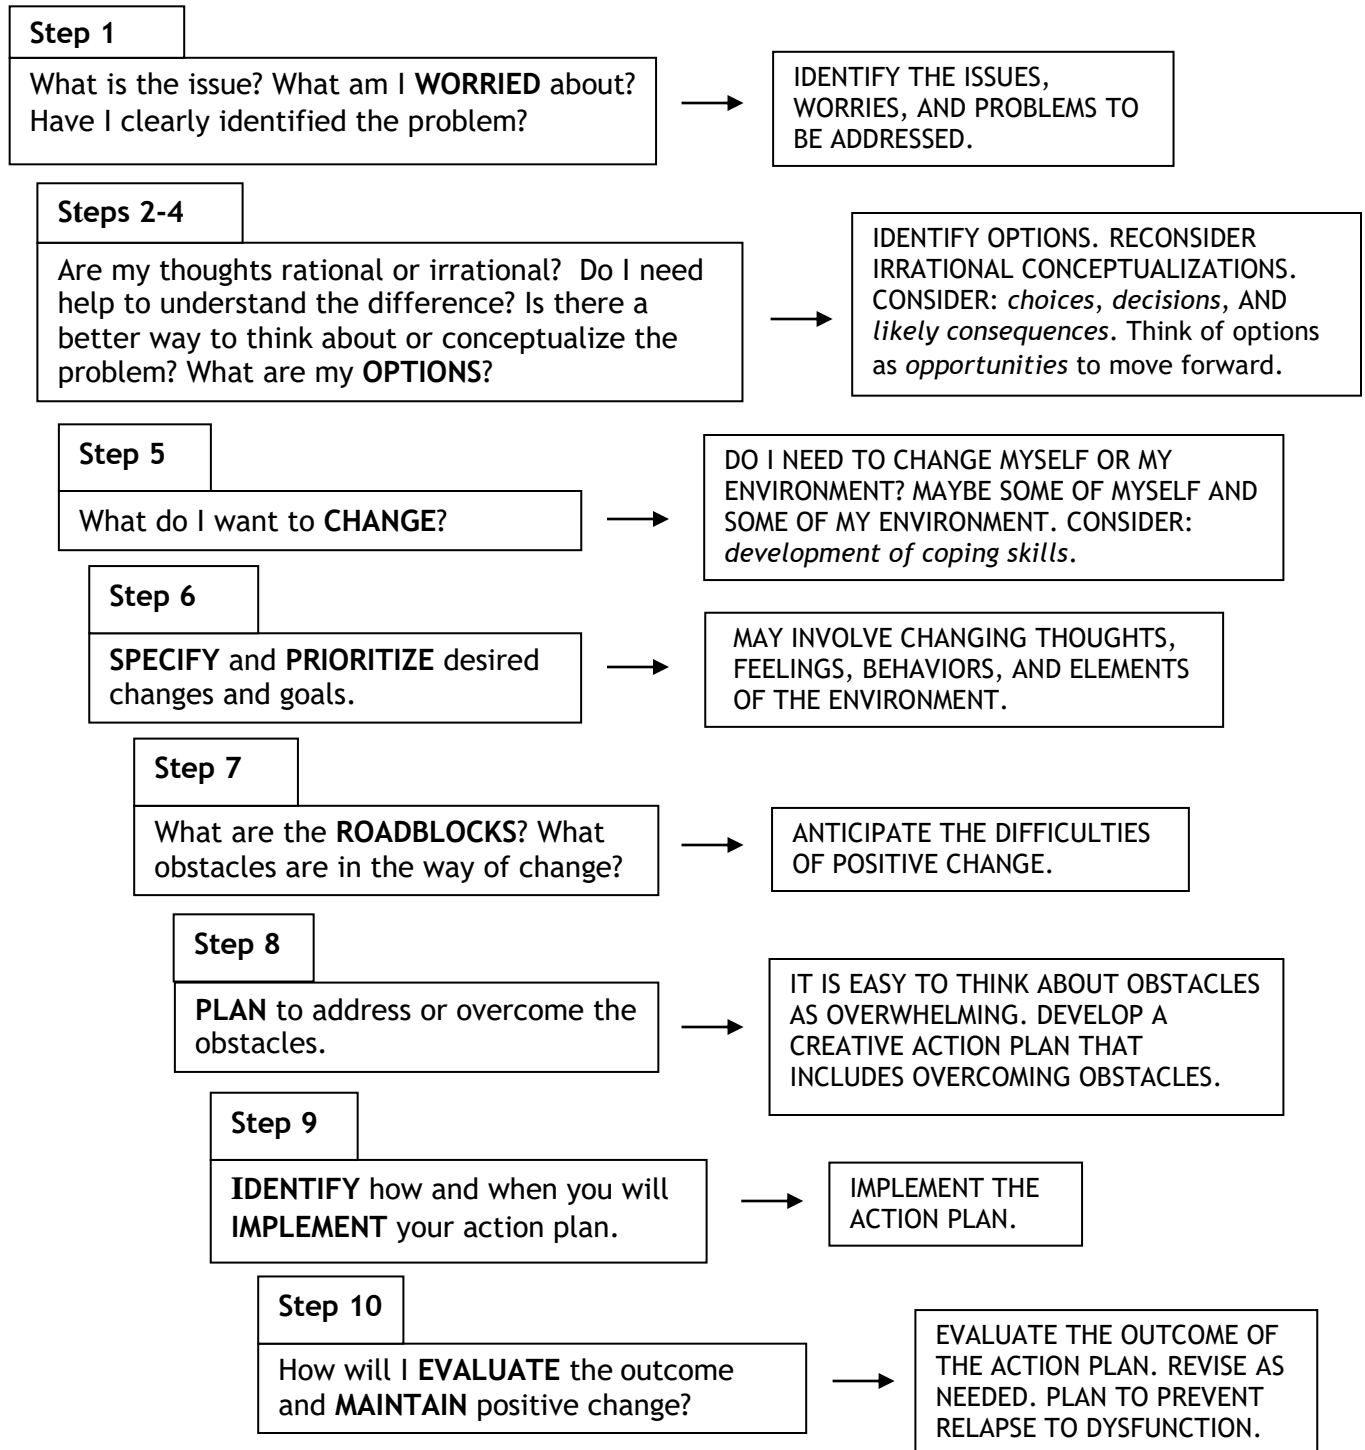 Step 1
What is the issue? What am I WORRIED about?
Have I clearly identified the problem?
IDENTIFY THE ISSUES,
WORRIES, AND PROBLEMS TO
BE ADDRESSED.
Steps 2-4
Are my thoughts rational or irrational? Do I need
help to understand the difference? Is there a
better way to think about or conceptualize the
problem? What are my OPTIONS?
IDENTIFY OPTIONS. RECONSIDER
IRRATIONAL CONCEPTUALIZATIONS.
CONSIDER: choices, decisions, AND
likely consequences. Think of options
as opportunities to move forward.
Step 5
What do I want to CHANGE?
DO I NEED TO CHANGE MYSELF OR MY
ENVIRONMENT? MAYBE SOME OF MYSELF AND
SOME OF MY ENVIRONMENT. CONSIDER:
development of coping skills.
Step 6
SPECIFY and PRIORITIZE desired
changes and goals.
MAY INVOLVE CHANGING THOUGHTS,
FEELINGS, BEHAVIORS, AND ELEMENTS
OF THE ENVIRONMENT.
Step 7
What are the ROADBLOCKS? What
obstacles are in the way of change?
ANTICIPATE THE DIFFICULTIES
OF POSITIVE CHANGE.
Step 8
PLAN to address or overcome the
obstacles.
IT IS EASY TO THINK ABOUT OBSTACLES
AS OVERWHELMING. DEVELOP A
CREATIVE ACTION PLAN THAT
INCLUDES OVERCOMING OBSTACLES.
Step 9
IDENTIFY how and when you will
IMPLEMENT your action plan.
IMPLEMENT THE
ACTION PLAN.
Step 10
How will I EVALUATE the outcome
and MAINTAIN positive change?
EVALUATE THE OUTCOME OF
THE ACTION PLAN. REVISE AS
NEEDED. PLAN TO PREVENT
RELAPSE TO DYSFUNCTION.